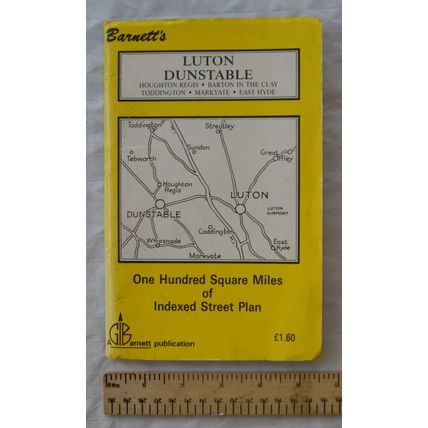 Barnett's
LUTON
DUNSTABLE
HOUGHTON REGIS • BARTON IN THE CLAY
TODDINGTON • MARKYATE • EAST HYDE
Toddington
Streatley
Tebworth
Sundon
Great Offley
Houghton Regis
LUTON
DUNSTABLE
LUTON AIRPORT
Caddington
Whipsnade
East Hyde
Markyate
One Hundred Square Miles
of
Indexed Street Plan
A
GB
Barnett publication
£1.60